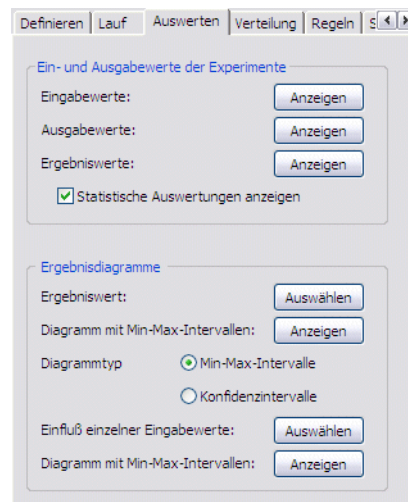 Definieren Lauf Auswerten Verteilung Regeln
Ein- und Ausgabewerte der Experimente
Eingabewerte: Anzeigen
Ausgabewerte: Anzeigen
Ergebniswerte: Anzeigen
Statistische Auswertungen anzeigen
Ergebnisdiagramme
Ergebniswert: Auswählen
Diagramm mit Min-Max-Intervallen: Anzeigen
Diagrammtyp Min-Max-Intervalle
Konfidenzintervalle
Einfluß einzelner Eingabewerte: Auswählen
Diagramm mit Min-Max-Intervallen: Anzeigen